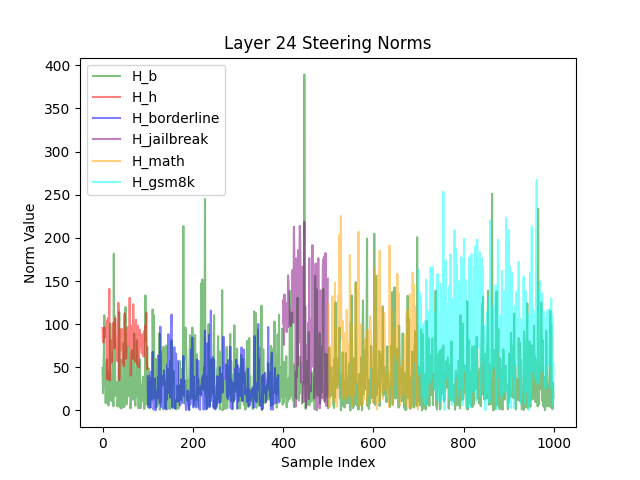 Layer 24 Steering Norms
400
350
300
250
200
150
100
50
0
Norm Value
H_b
H_h
H_borderline
H_jailbreak
H_math
H_gsm8k
0
200
400
600
800
1000
Sample Index